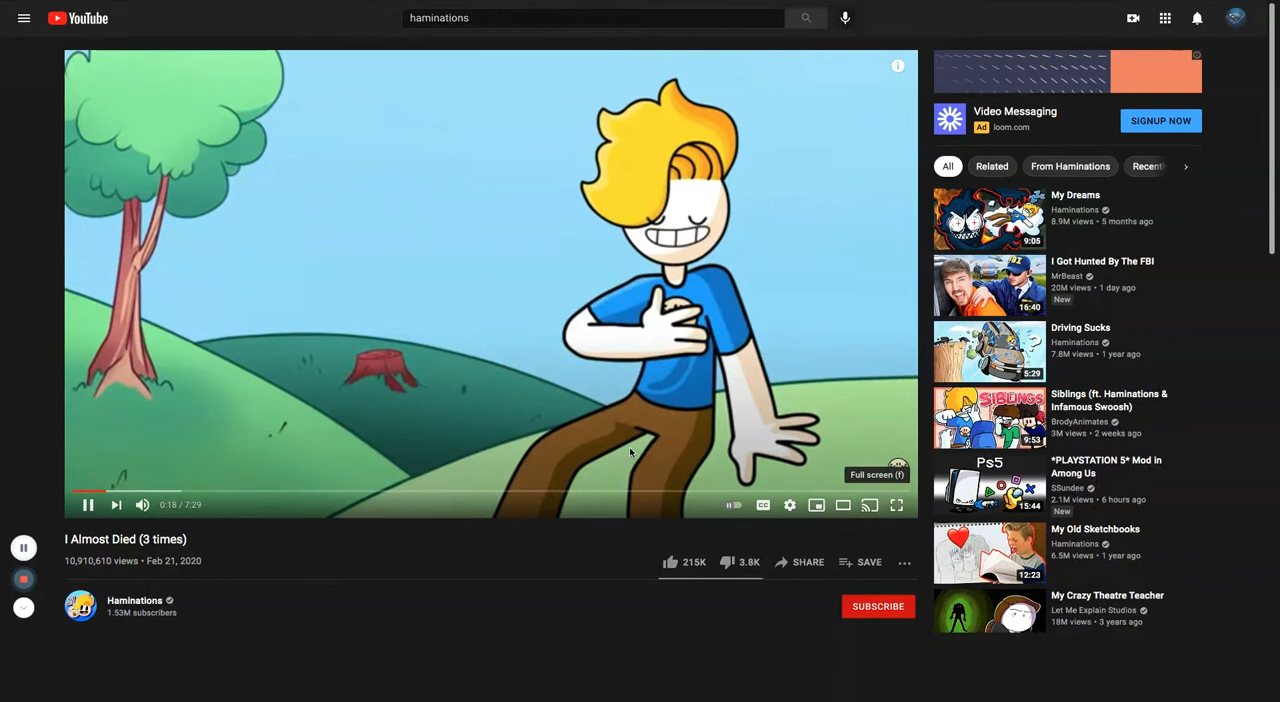 YouTube
haminations
Full screen (f)
0:18 / 7:29
CC
I Almost Died (3 times)
10,910,610 views • Feb 21, 2020
215K
3.8K
SHARE
SAVE
Haminations
1.53M subscribers
SUBSCRIBE
Video Messaging
Ad loom.com
SIGNUP NOW
All
Related
From Haminations
Recentl
My Dreams
Haminations
8.9M views • 5 months ago
9:05
I Got Hunted By The FBI
MrBeast
20M views • 1 day ago
New
16:40
Driving Sucks
Haminations
7.8M views • 1 year ago
5:29
Siblings (ft. Haminations &
Infamous Swoosh)
BrodyAnimates
3M views • 2 weeks ago
SIBLINGS
9:53
*PLAYSTATION 5* Mod in
Among Us
SSundee
2.1M views • 6 hours ago
New
Ps5
15:44
My Old Sketchbooks
Haminations
6.5M views • 1 year ago
12:23
My Crazy Theatre Teacher
Let Me Explain Studios
18M views • 3 years ago